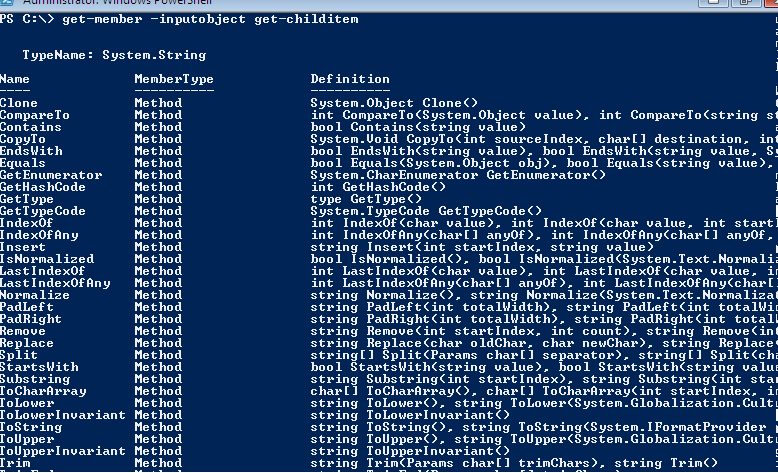 Administrator: Windows PowerShell
PS C:\> get-member -inputobject get-childitem
TypeName: System.String
Name MemberType Definition
---- ---------- ----------
Clone Method System.Object Clone()
CompareTo Method int CompareTo(System.Object value), int CompareTo(string st
Contains Method bool Contains(string value)
CopyTo Method System.Void CopyTo(int sourceIndex, char[] destination, int
EndsWith Method bool EndsWith(string value), bool EndsWith(string value, Sy
Equals Method bool Equals(System.Object obj), bool Equals(string value),
GetEnumerator Method System.CharEnumerator GetEnumerator()
GetHashCode Method int GetHashCode()
GetType Method type GetType()
GetTypeCode Method System.TypeCode GetTypeCode()
IndexOf Method int IndexOf(char value), int IndexOf(char value, int startI
IndexOfAny Method int IndexOfAny(char[] anyOf), int IndexOfAny(char[] anyOf,
Insert Method string Insert(int startIndex, string value)
IsNormalized Method bool IsNormalized(), bool IsNormalized(System.Text.Normaliz
LastIndexOf Method int LastIndexOf(char value), int LastIndexOf(char value, in
LastIndexOfAny Method int LastIndexOfAny(char[] anyOf), int LastIndexOfAny(char[]
Normalize Method string Normalize(), string Normalize(System.Text.Normalizat
PadLeft Method string PadLeft(int totalWidth), string PadLeft(int totalWid
PadRight Method string PadRight(int totalWidth), string PadRight(int totalW
Remove Method string Remove(int startIndex, int count), string Remove(int
Replace Method string Replace(char oldChar, char newChar), string Replace(
Split Method string[] Split(Params char[] separator), string[] Split(cha
StartsWith Method bool StartsWith(string value), bool StartsWith(string value
Substring Method string Substring(int startIndex), string Substring(int star
ToCharArray Method char[] ToCharArray(), char[] ToCharArray(int startIndex, in
ToLower Method string ToLower(), string ToLower(System.Globalization.Cultu
ToLowerInvariant Method string ToLowerInvariant()
ToString Method string ToString(), string ToString(System.IFormatProvider p
ToUpper Method string ToUpper(), string ToUpper(System.Globalization.Cultu
ToUpperInvariant Method string ToUpperInvariant()
Trim Method string Trim(Params char[] trimChars), string Trim()